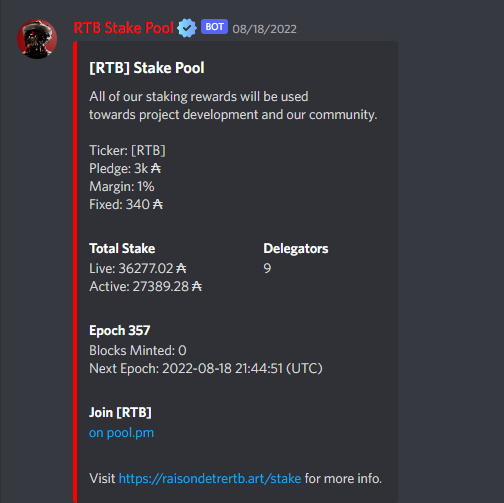 RTB Stake Pool BOT 08/18/2022
[RTB] Stake Pool
All of our staking rewards will be used
towards project development and our community.
Ticker: [RTB]
Pledge: 3k ₳
Margin: 1%
Fixed: 340 ₳
Total Stake Delegators
Live: 36277.02 ₳ 9
Active: 27389.28 ₳
Epoch 357
Blocks Minted: 0
Next Epoch: 2022-08-18 21:44:51 (UTC)
Join [RTB]
on pool.pm
Visit https://raisondetrertb.art/stake for more info.